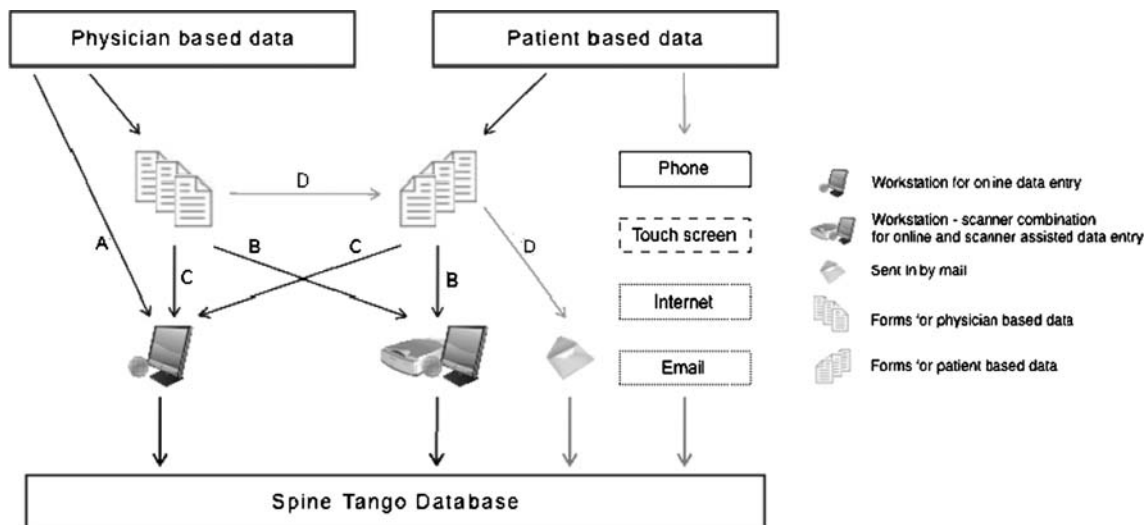 Physician based data
Patient based data
D
Phone
A
C
B
C
B
D
Touch screen
Internet
Email
Workstation for online data entry
Workstation - scanner combination
for online and scanner assisted data entry
Sent in by mail
Forms for physician based data
Forms for patient based data
Spine Tango Database